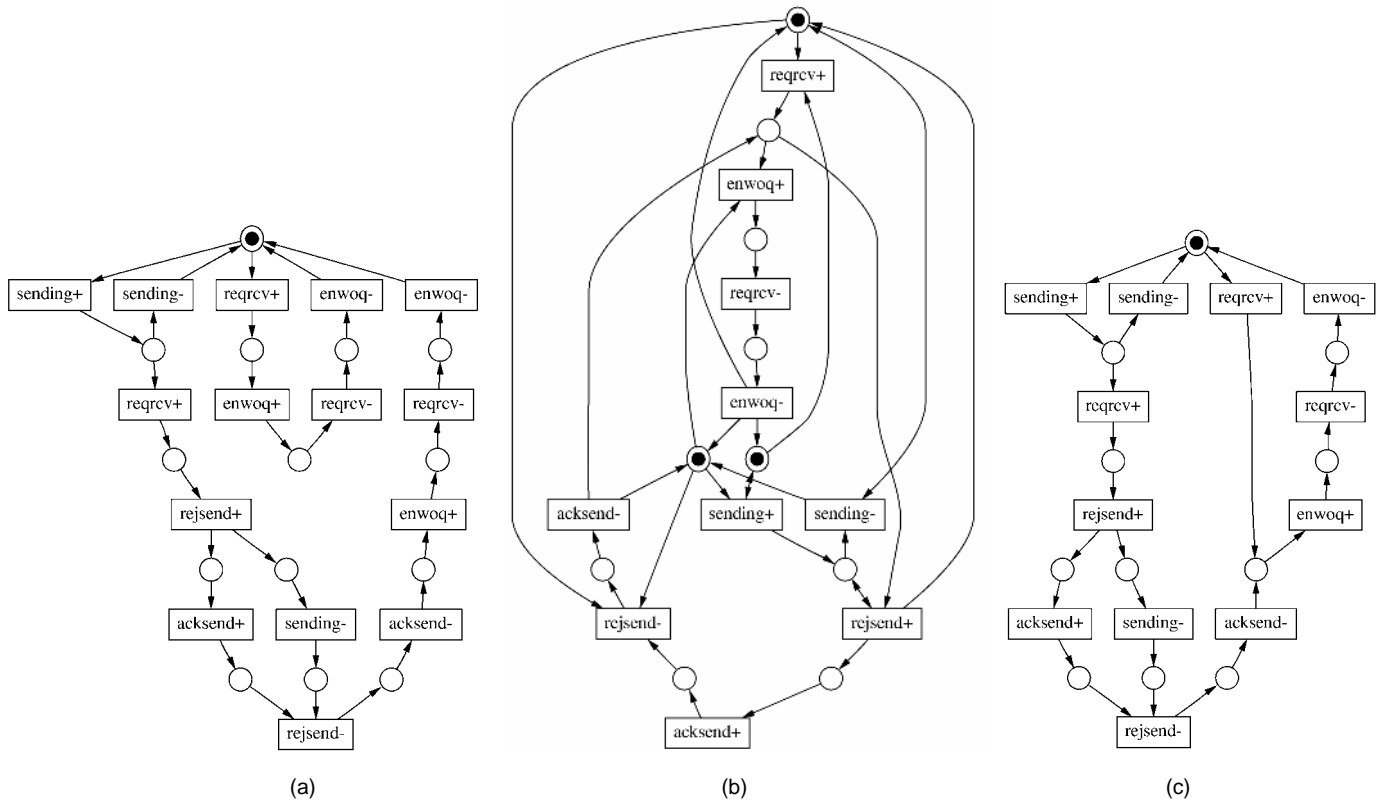 sending+ sending- reqrcv+ enwoq- enwoq-
reqrcv+ enwoq+ reqrcv- reqrcv-
rejsend+ enwoq+
acksend+ sending- acksend-
rejsend-
(a)
reqrcv+
enwoq+
reqrcv-
enwoq-
acksend- sending+ sending-
rejsend- rejsend+
acksend+
(b)
sending+ sending- reqrcv+ enwoq-
reqrcv+ reqrcv-
rejsend+ enwoq+
acksend+ sending- acksend-
rejsend-
(c)